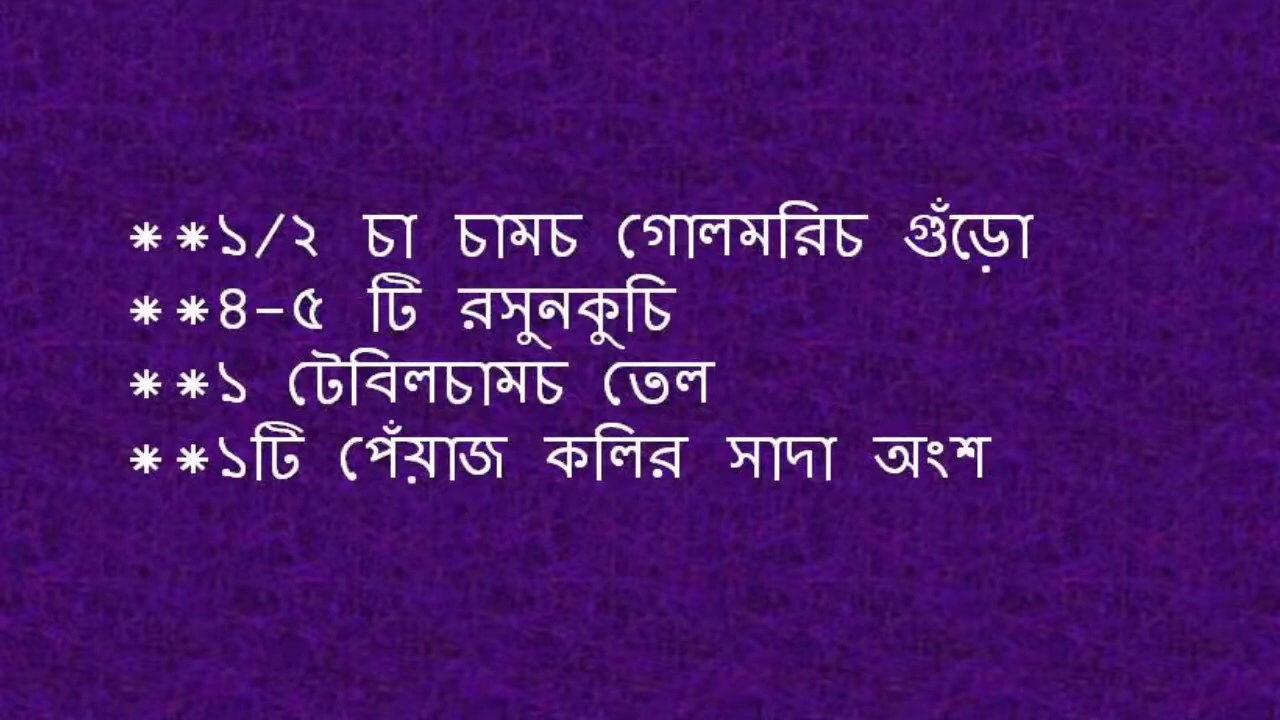 **১/২ চা চামচ গোলমরিচ গুঁড়ো
**৪-৫ টি রসুনকুচি
**১ টেবিলচামচ তেল
**১টি পেঁয়াজ কলির সাদা অংশ